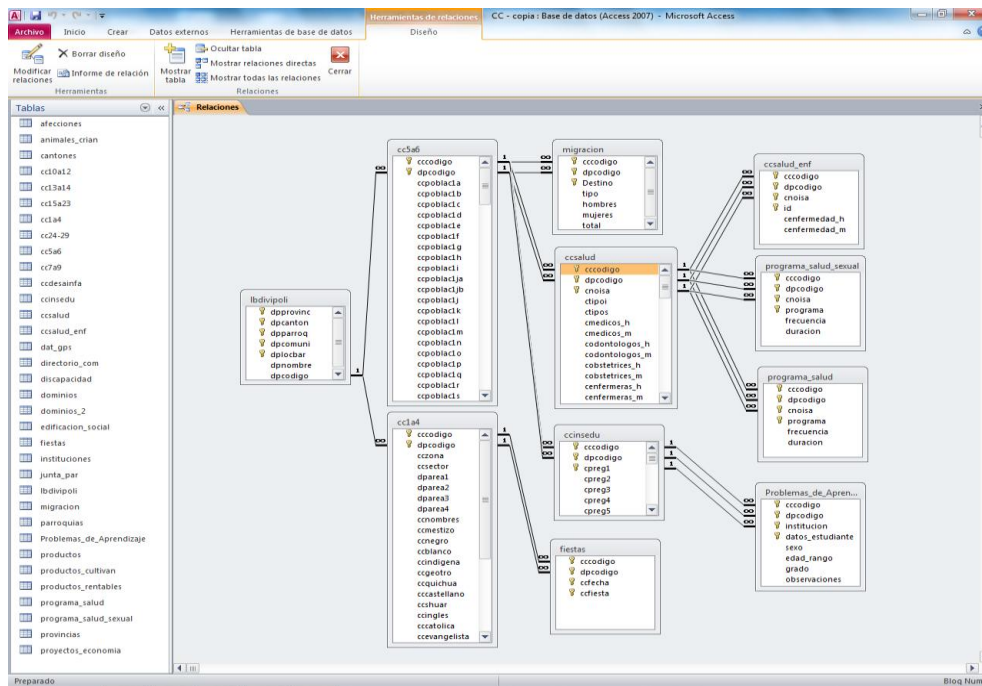 Herramientas de relaciones
CC - copia : Base de datos (Access 2007) - Microsoft Access
Archivo Inicio Crear Datos externos Herramientas de base de datos Diseño
Modificar relaciones
Borrar diseño
Informe de relación
Herramientas
Mostrar tabla
Ocultar tabla
Mostrar relaciones directas
Mostrar todas las relaciones
Relaciones
Cerrar
Tablas
afecciones
animales_crian
cantones
cc10a12
cc13a14
cc15a23
cc1a4
cc24-29
cc5a6
cc7a9
ccdesainfa
ccinsedu
ccsalud
ccsalud_enf
dat_gps
directorio_com
discapacidad
dominios
dominios_2
edificacion_social
fiestas
instituciones
junta_par
lbdivipoli
migracion
parroquias
Problemas_de_Aprendizaje
productos
productos_cultivan
productos_rentables
programa_salud
programa_salud_sexual
provincias
proyectos_economia
Relaciones
lbdivipoli
dpprovinc
dpcanton
dpparroq
dpcomuni
dplocbar
dpnombre
dpcodigo
cc5a6
cccodigo
dpcodigo
ccpoblac1a
ccpoblac1b
ccpoblac1c
ccpoblac1d
ccpoblac1e
ccpoblac1f
ccpoblac1g
ccpoblac1h
ccpoblac1i
ccpoblac1ja
ccpoblac1jb
ccpoblac1j
ccpoblac1k
ccpoblac1l
ccpoblac1m
ccpoblac1n
ccpoblac1o
ccpoblac1p
ccpoblac1q
ccpoblac1r
ccpoblac1s
cc1a4
cccodigo
dpcodigo
cczona
ccsector
dparea1
dparea2
dparea3
dparea4
ccnombres
ccmestizo
ccnegro
ccblanco
ccindigena
ccgeotro
ccquichua
cccastellano
ccshuar
ccingles
cccatolica
ccevangelista
migracion
cccodigo
dpcodigo
Destino
tipo
hombres
mujeres
total
ccsalud
cccodigo
dpcodigo
cnoisa
ctipoi
ctipos
cmedicos_h
cmedicos_m
codontologos_h
codontologos_m
cobstetrices_h
cobstetrices_m
cenfermeras_h
cenfermeras_m
ccinsedu
cccodigo
dpcodigo
cpreg1
cpreg2
cpreg3
cpreg4
cpreg5
fiestas
cccodigo
dpcodigo
ccfecha
ccfiesta
ccsalud_enf
cccodigo
dpcodigo
cnoisa
id
cenfermedad_h
cenfermedad_m
programa_salud_sexual
cccodigo
dpcodigo
cnoisa
programa
frecuencia
duracion
programa_salud
cccodigo
dpcodigo
cnoisa
programa
frecuencia
duracion
Problemas_de_Apren...
cccodigo
dpcodigo
institucion
datos_estudiante
sexo
edad_rango
grado
observaciones
Preparado
Bloq Num